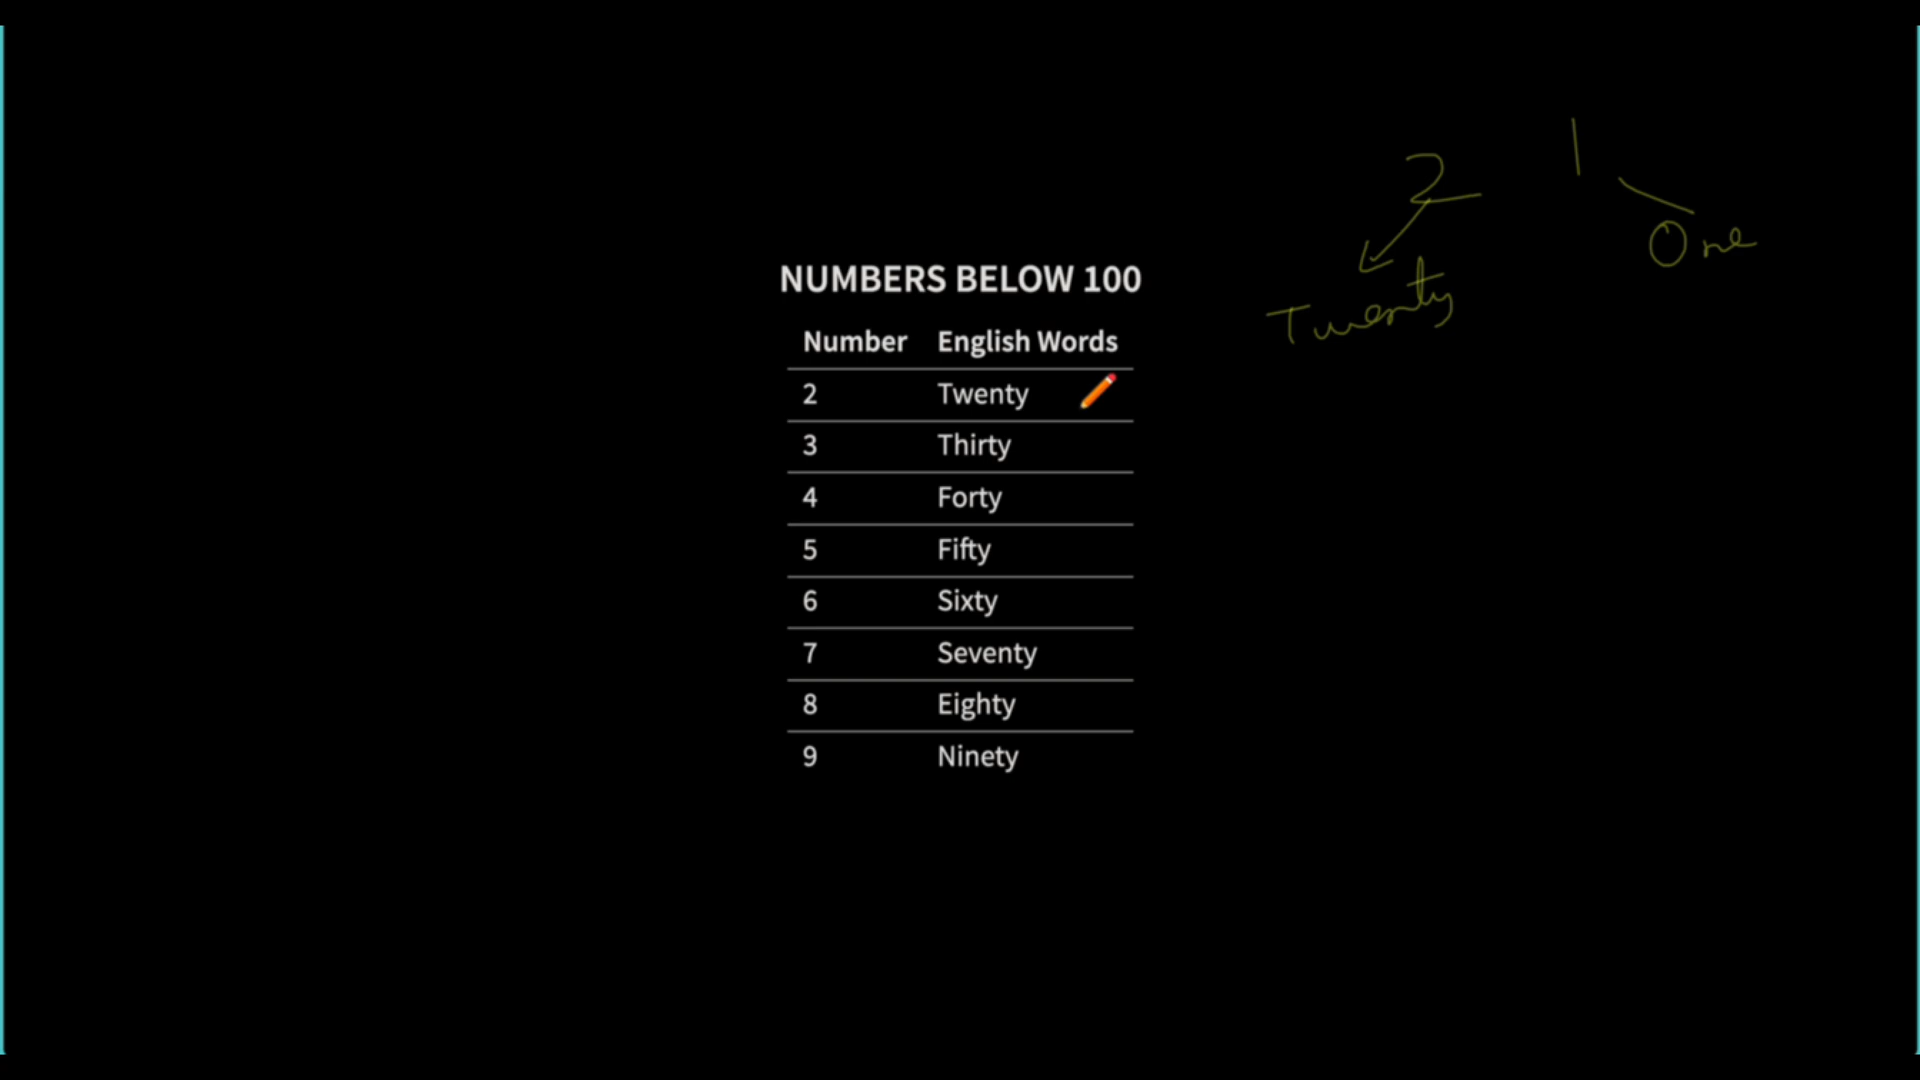 NUMBERS BELOW 100
Number English Words
2 Twenty
3 Thirty
4 Forty
5 Fifty
6 Sixty
7 Seventy
8 Eighty
9 Ninety
2 1
One
Twenty